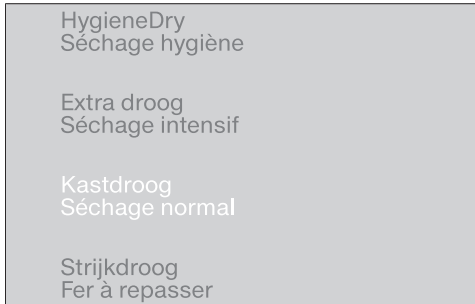 HygieneDry
Séchage hygiène
Extra droog
Séchage intensif
Kastdroog
Séchage normal
Strijkdroog
Fer à repasser